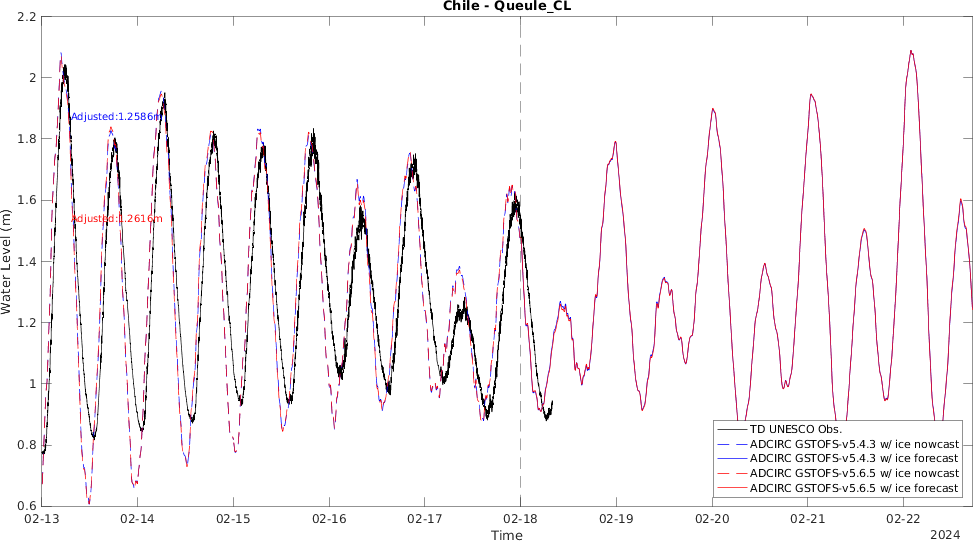 Chile - Queule_CL
2.2
2
1.8
1.6
1.4
1.2
1
0.8
0.6
Water Level (m)
Adjusted:1.2586m
Adjusted:1.2616m
TD UNESCO Obs.
ADCIRC GSTOFS-v5.4.3 w/ ice nowcast
ADCIRC GSTOFS-v5.4.3 w/ ice forecast
ADCIRC GSTOFS-v5.6.5 w/ ice nowcast
ADCIRC GSTOFS-v5.6.5 w/ ice forecast
02-13 02-14 02-15 02-16 02-17 02-18 02-19 02-20 02-21 02-22
Time
2024